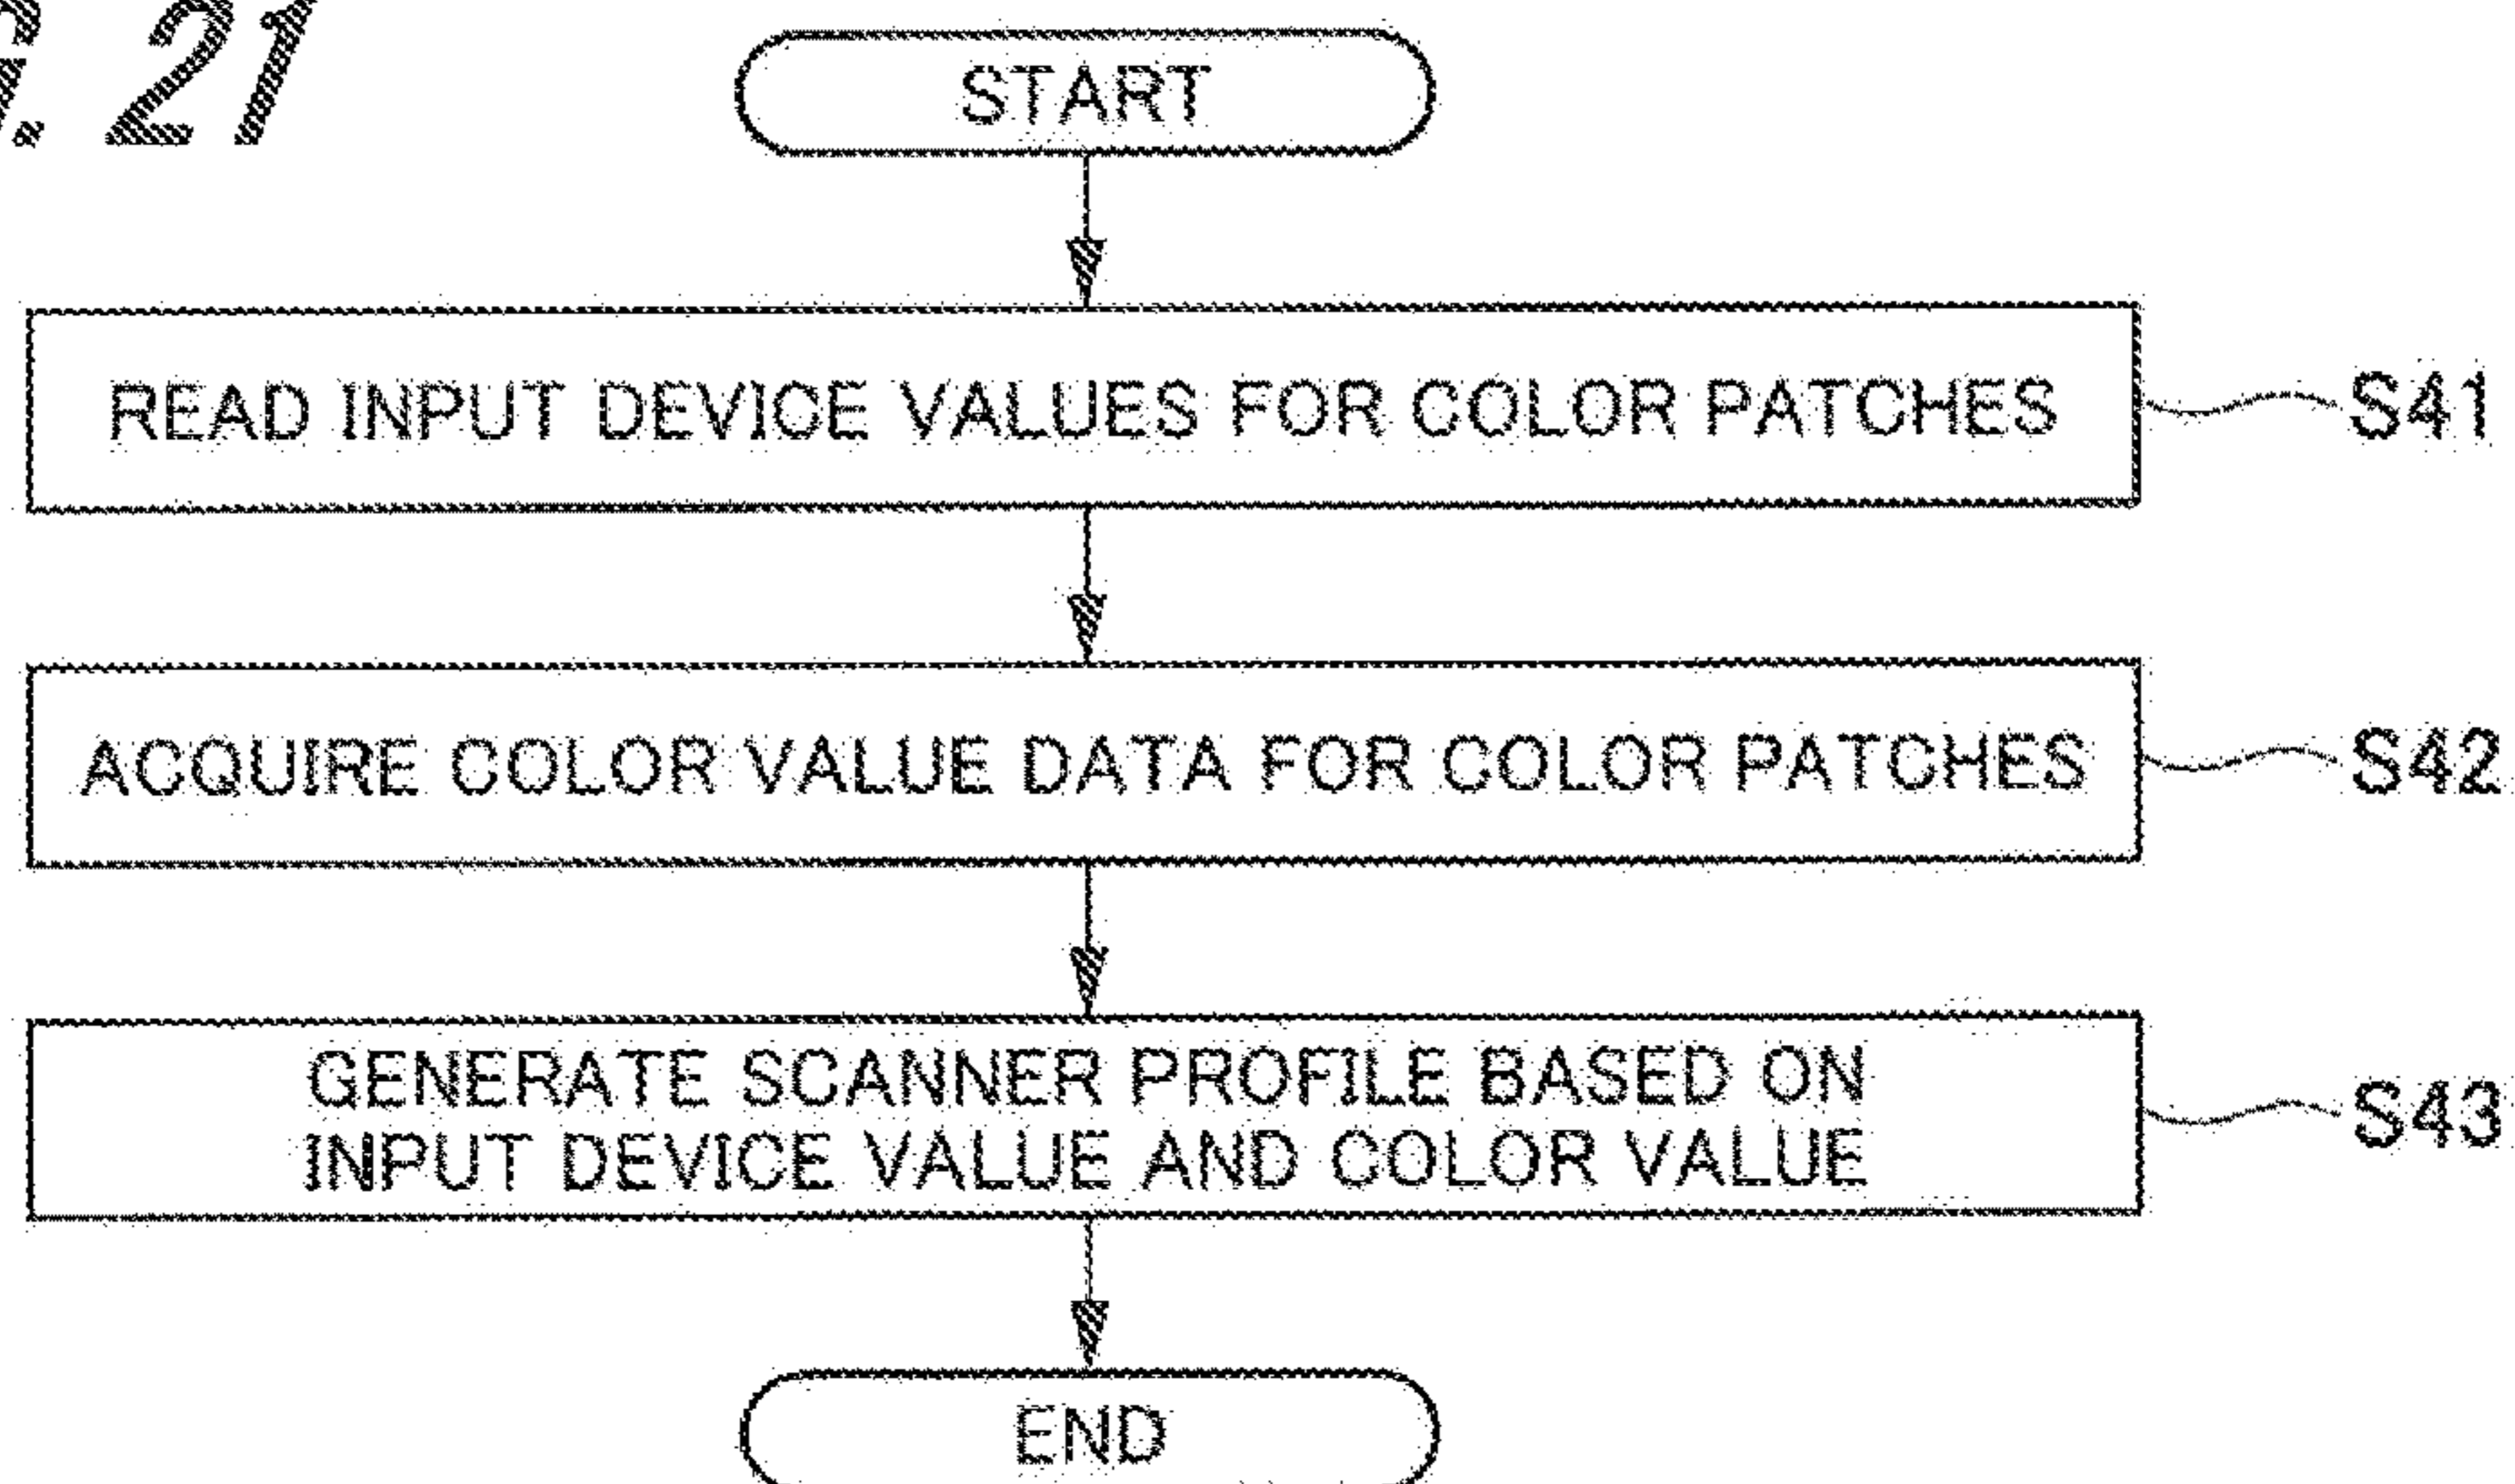 21
START
READ INPUT DEVICE VALUES FOR COLOR PATCHES
S41
ACQUIRE COLOR VALUE DATA FOR COLOR PATCHES
S42
GENERATE SCANNER PROFILE BASED ON
INPUT DEVICE VALUE AND COLOR VALUE
S43
END